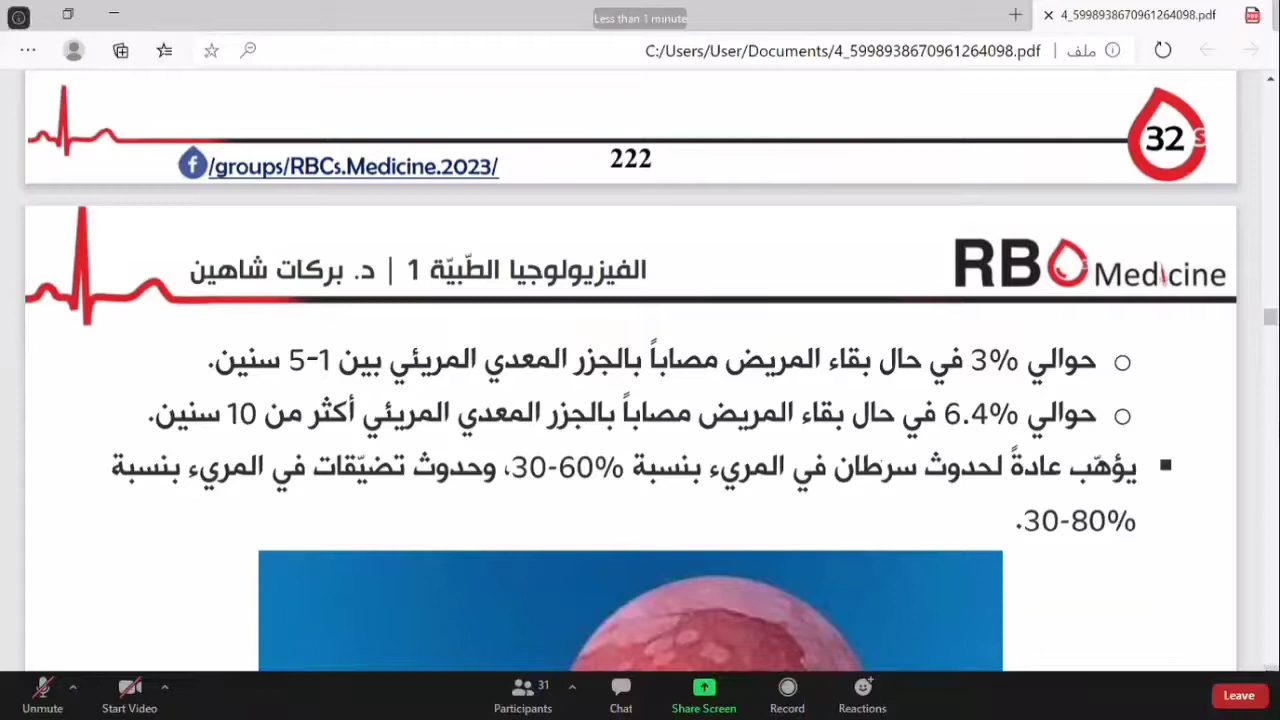 Less than 1 minute
4_5998938670961264098.pdf
C:/Users/User/Documents/4_5998938670961264098.pdf | ملف
32
222
/groups/RBCs.Medicine.2023/
RB Medicine
الفيزيولوجيا الطّبيّة 1 | د. بركات شاهين
○ حوالي 3% في حال بقاء المريض مصاباً بالجزر المعدي المريئي بين 1-5 سنين.
○ حوالي 6.4% في حال بقاء المريض مصاباً بالجزر المعدي المريئي أكثر من 10 سنين.
▪ يؤهّب عادةً لحدوث سرطان في المريء بنسبة 30-60%، وحدوث تضيّقات في المريء بنسبة
30-80%.
Unmute
Start Video
Participants 31
Chat
Share Screen
Record
Reactions
Leave